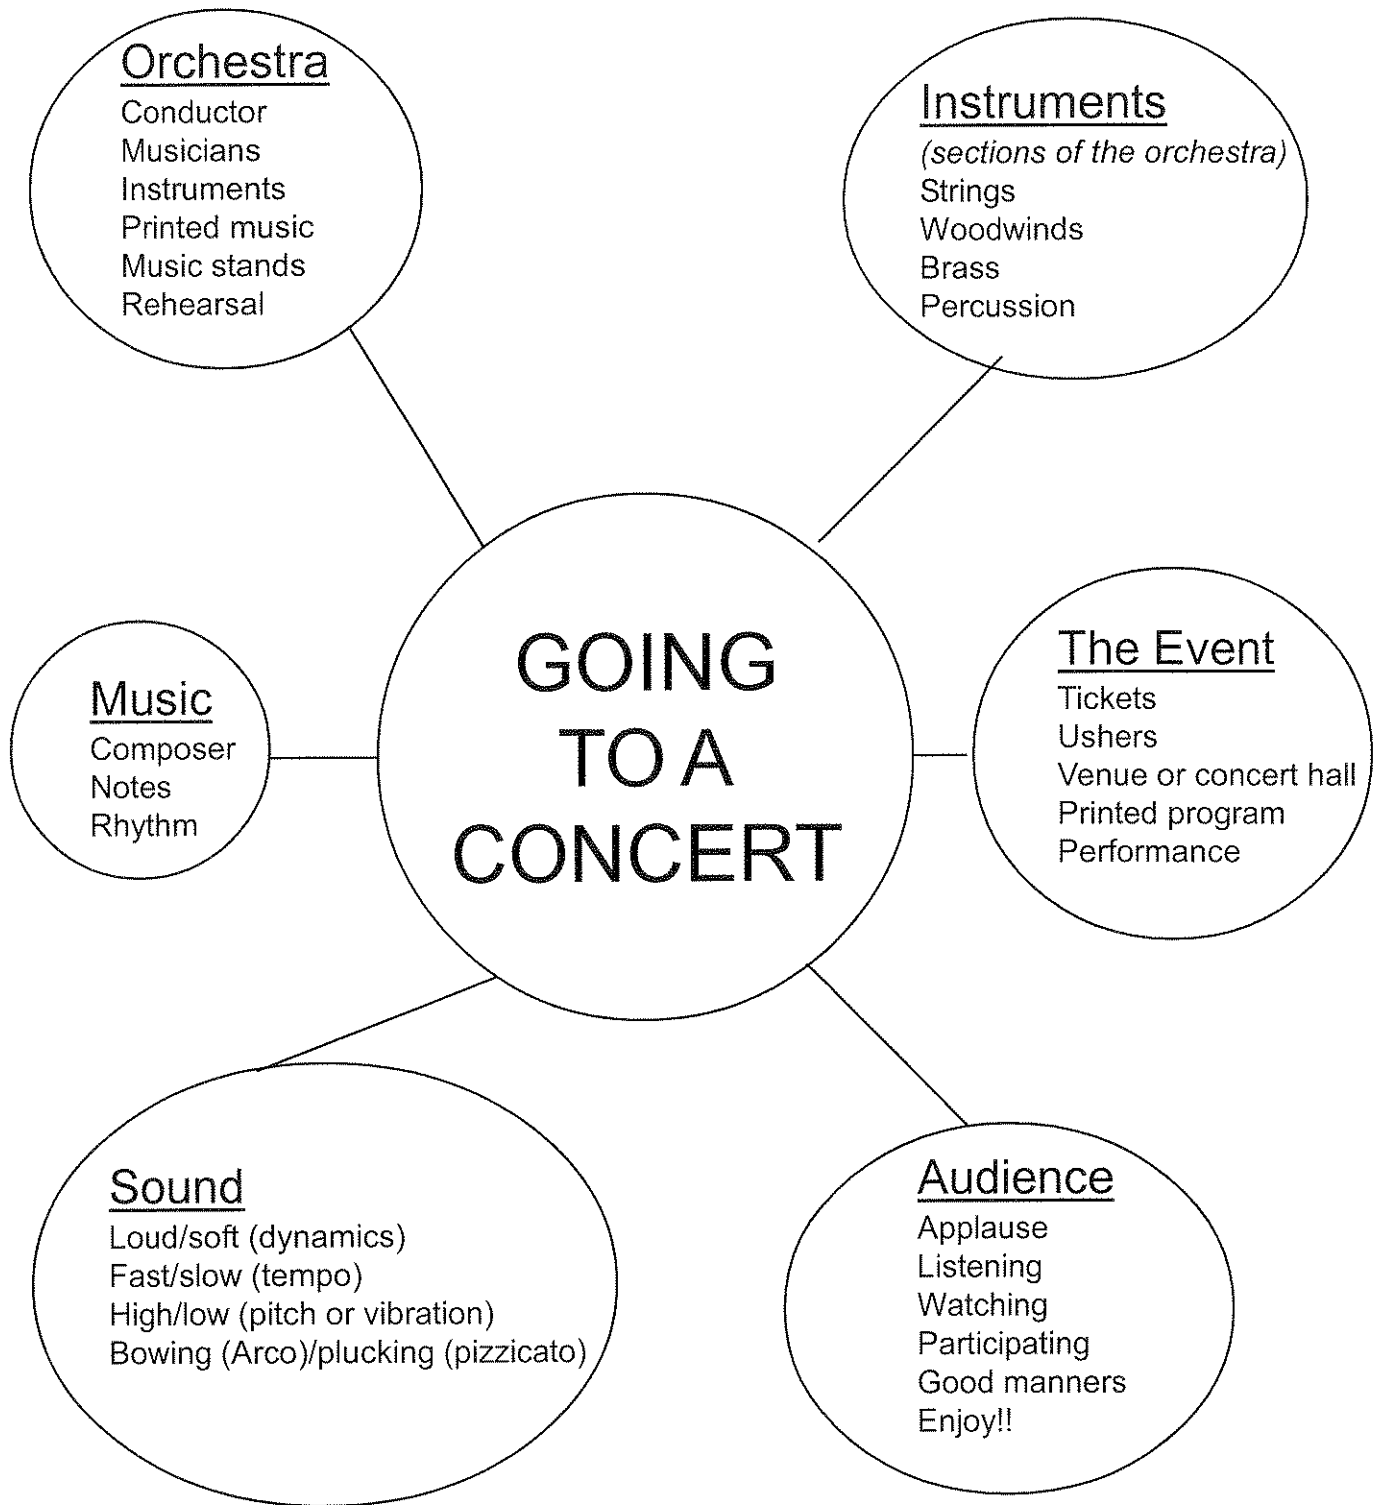 Orchestra
Conductor
Musicians
Instruments
Printed music
Music stands
Rehearsal
Instruments
(sections of the orchestra)
Strings
Woodwinds
Brass
Percussion
GOING
TO A
CONCERT
Music
Composer
Notes
Rhythm
The Event
Tickets
Ushers
Venue or concert hall
Printed program
Performance
Sound
Loud/soft (dynamics)
Fast/slow (tempo)
High/low (pitch or vibration)
Bowing (Arco)/plucking (pizzicato)
Audience
Applause
Listening
Watching
Participating
Good manners
Enjoy!!